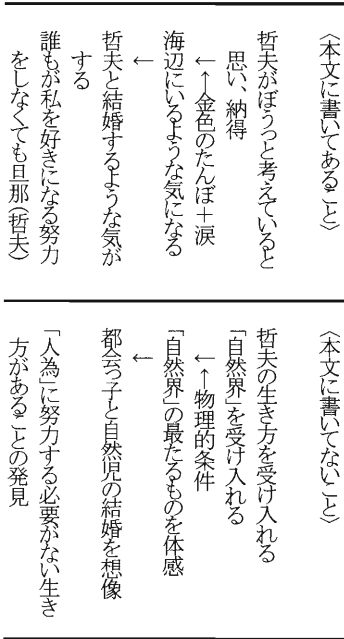 〈本文に書いてあること〉
哲夫がぼうっと考えていると
思い、納得
←↑金色のたんぼ+涙
海辺にいるような気になる
←
哲夫と結婚するような気が
する
誰もが私を好きになる努力
をしなくても旦那(哲夫)
〈本文に書いてないこと〉
哲夫の生き方を受け入れる
「自然界」を受け入れる
←↑物理的条件
「自然界」の最たるものを体感
←
都会っ子と自然児の結婚を想像
「人為」に努力する必要がない生き
方があることの発見